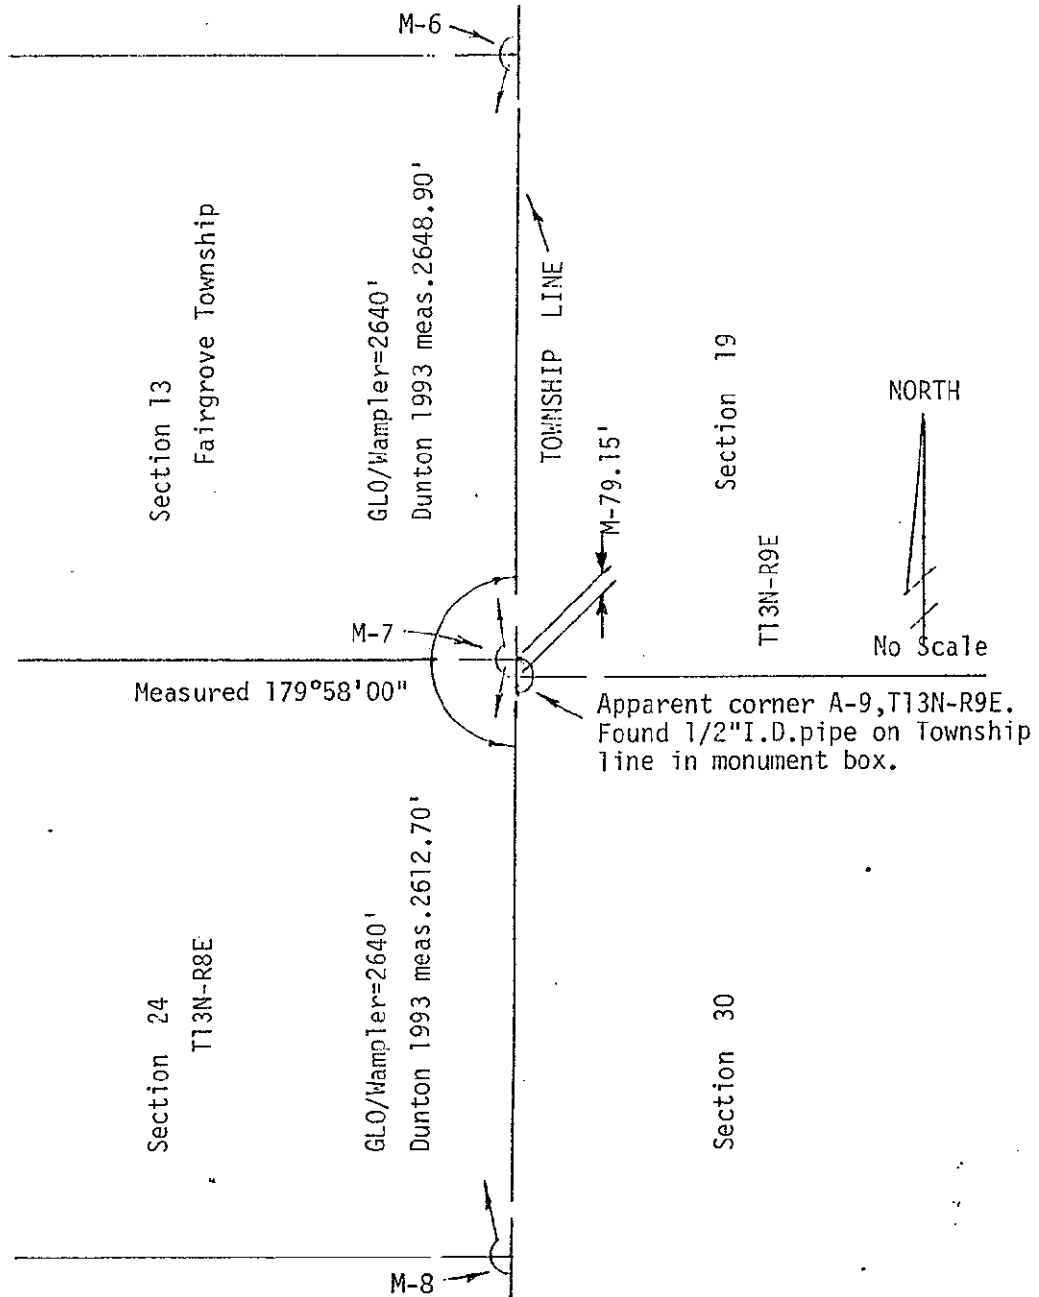 M-6
Section 13
Fairgrove Township
GLO/Wampler=2640'
Dunton 1993 meas.2648.90'
TOWNSHIP LINE
M-79.15'
Section 19
T13N-R9E
NORTH
No Scale
M-7
Measured 179°58'00"
Apparent corner A-9,T13N-R9E.
Found 1/2"I.D.pipe on Township
line in monument box.
Section 24
T13N-R8E
GLO/Wampler=2640'
Dunton 1993 meas.2612.70'
Section 30
M-8